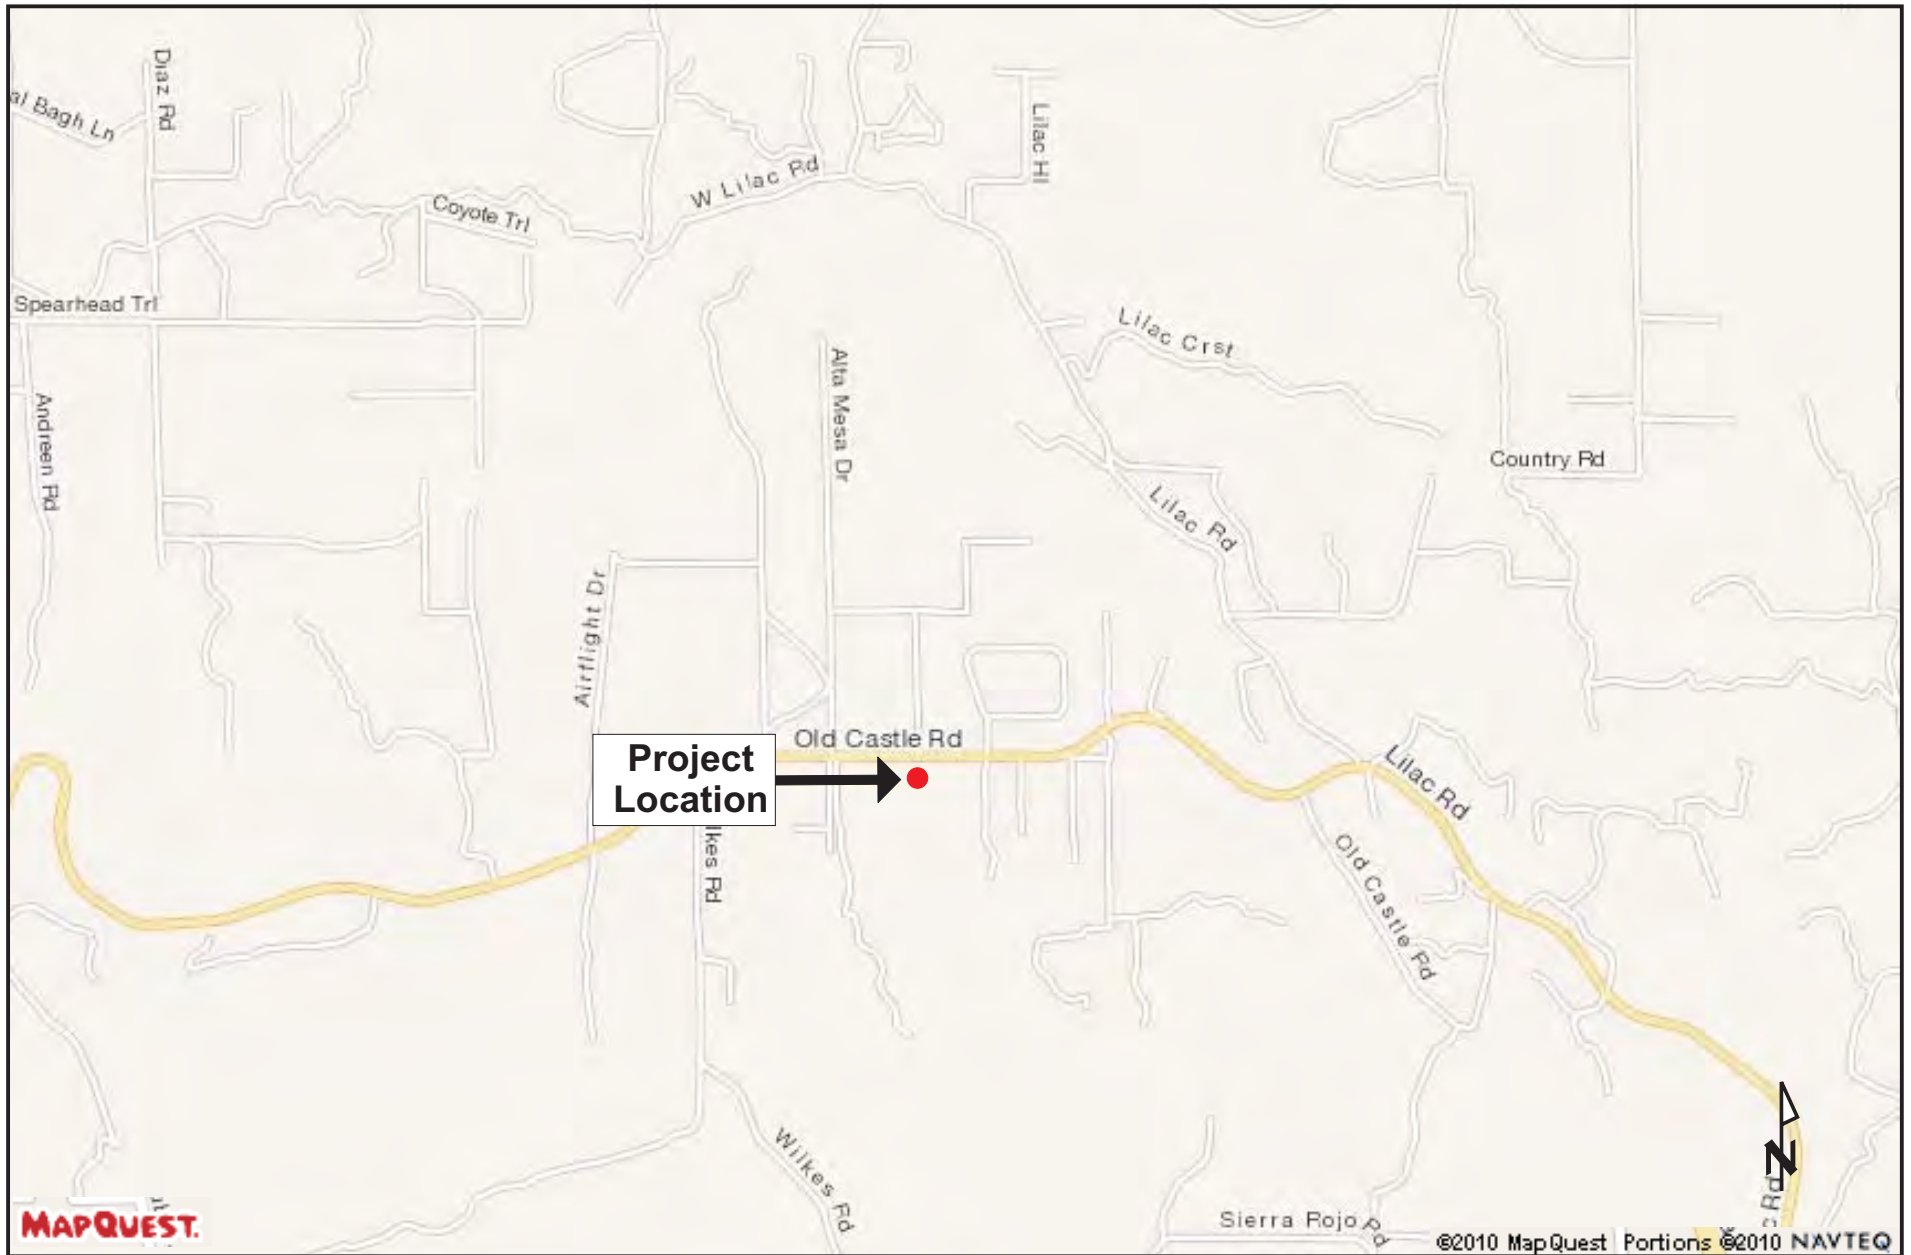 Diaz Rd
al Bagh Ln
Lilac Hl
W Lilac Rd
Coyote Trl
Spearhead Trl
Lilac Crst
Alta Mesa Dr
Andreen Rd
Country Rd
Lilac Rd
Airflight Dr
Old Castle Rd
Project
Location
Lilac Rd
lkes Rd
Old Castle Rd
Wilkes Rd
N
c Rd
Sierra Rojo Rd
MAPQUEST.
©2010 MapQuest Portions ©2010 NAVTEQ